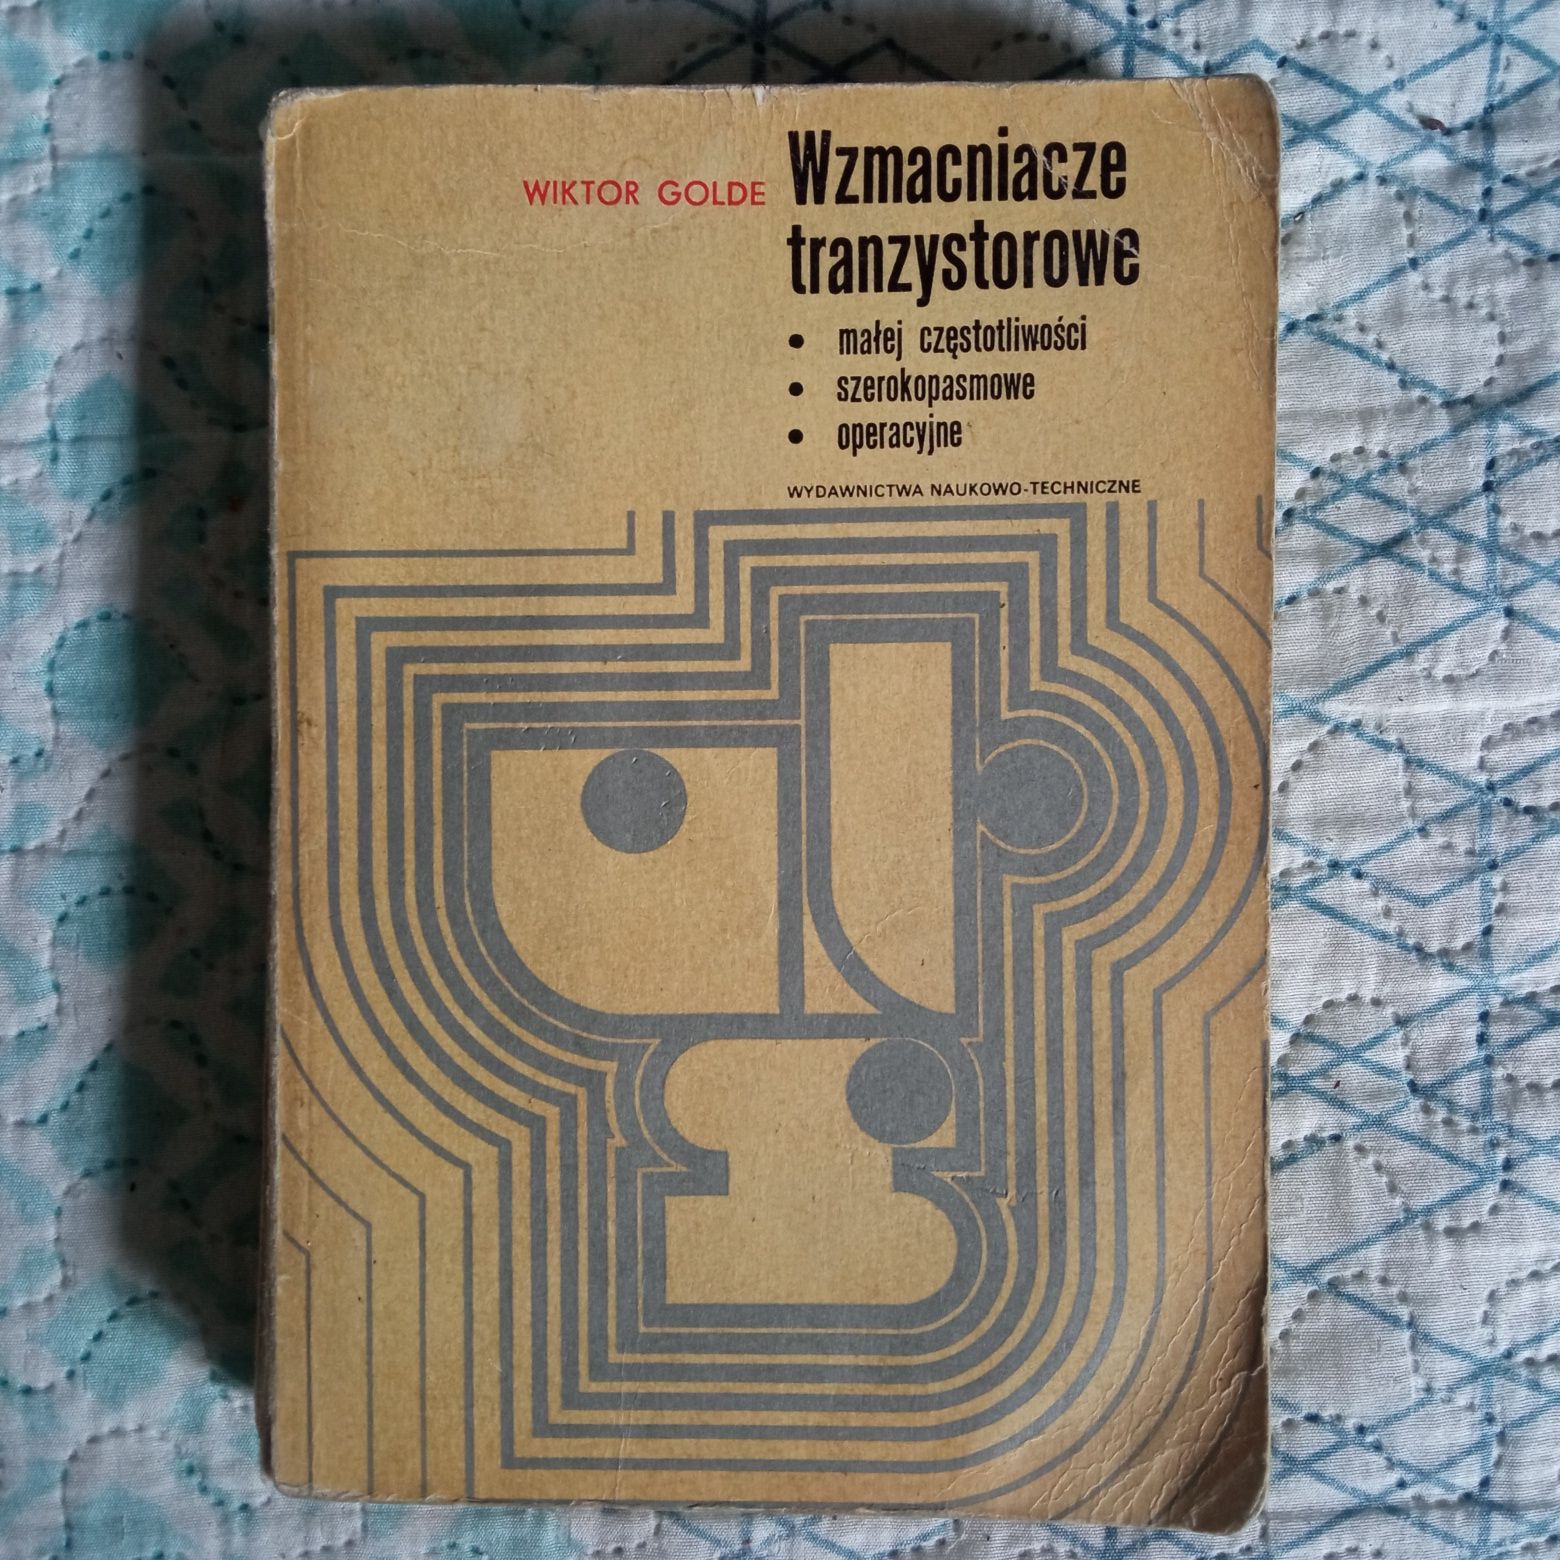 WIKTOR GOLDE
Wzmacniacze
tranzystorowe
• małej częstotliwości
• szerokopasmowe
• operacyjne
WYDAWNICTWA NAUKOWO-TECHNICZNE